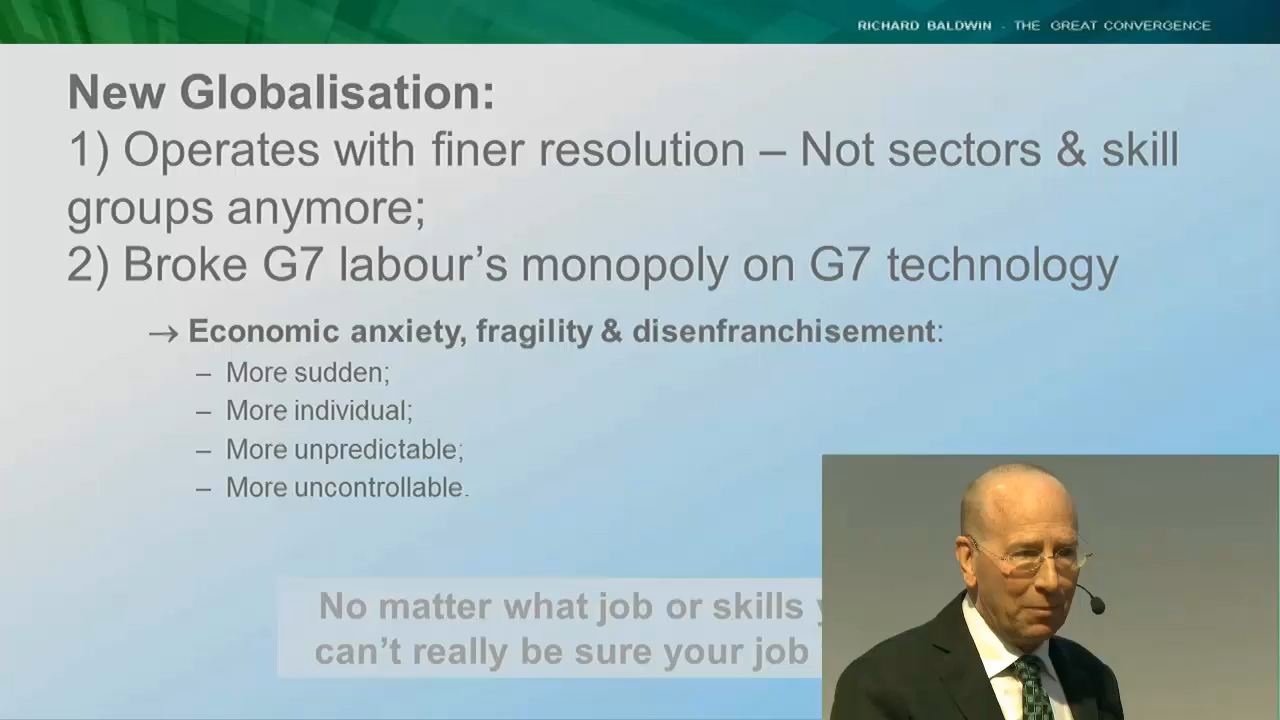 RICHARD BALDWIN - THE GREAT CONVERGENCE
New Globalisation:
1) Operates with finer resolution – Not sectors & skill
groups anymore;
2) Broke G7 labour’s monopoly on G7 technology
→ Economic anxiety, fragility & disenfranchisement:
– More sudden;
– More individual;
– More unpredictable;
– More uncontrollable.
No matter what job or skills
can’t really be sure your job